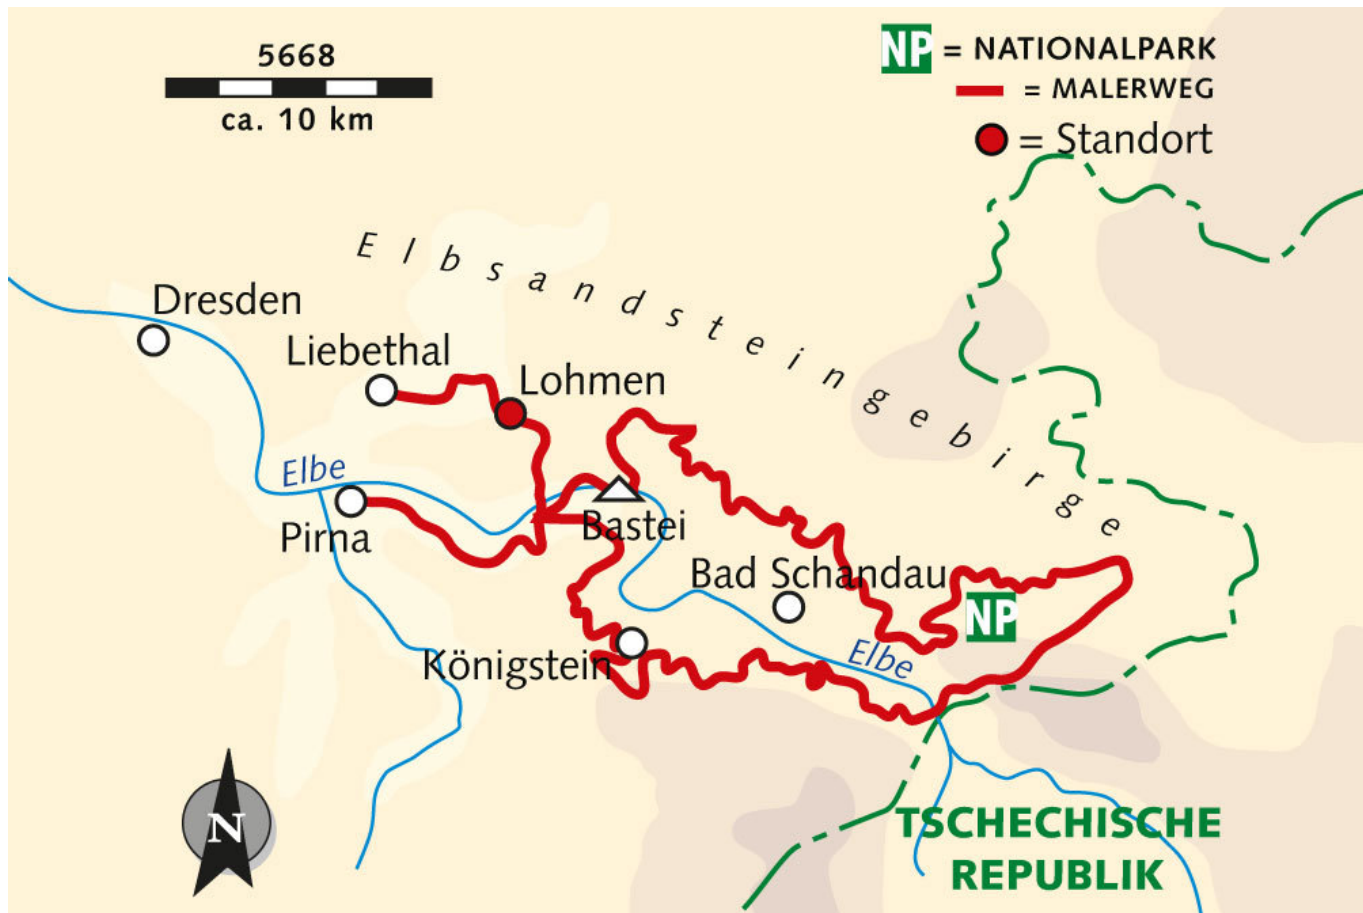 5668
ca. 10 km
NP = NATIONALPARK
= MALERWEG
= Standort
Elbsandsteingebirge
Dresden
Liebethal
Lohmen
Elbe
Pirna
Bastei
Bad Schandau
NP
Königstein
Elbe
N
TSCHECHISCHE
REPUBLIK